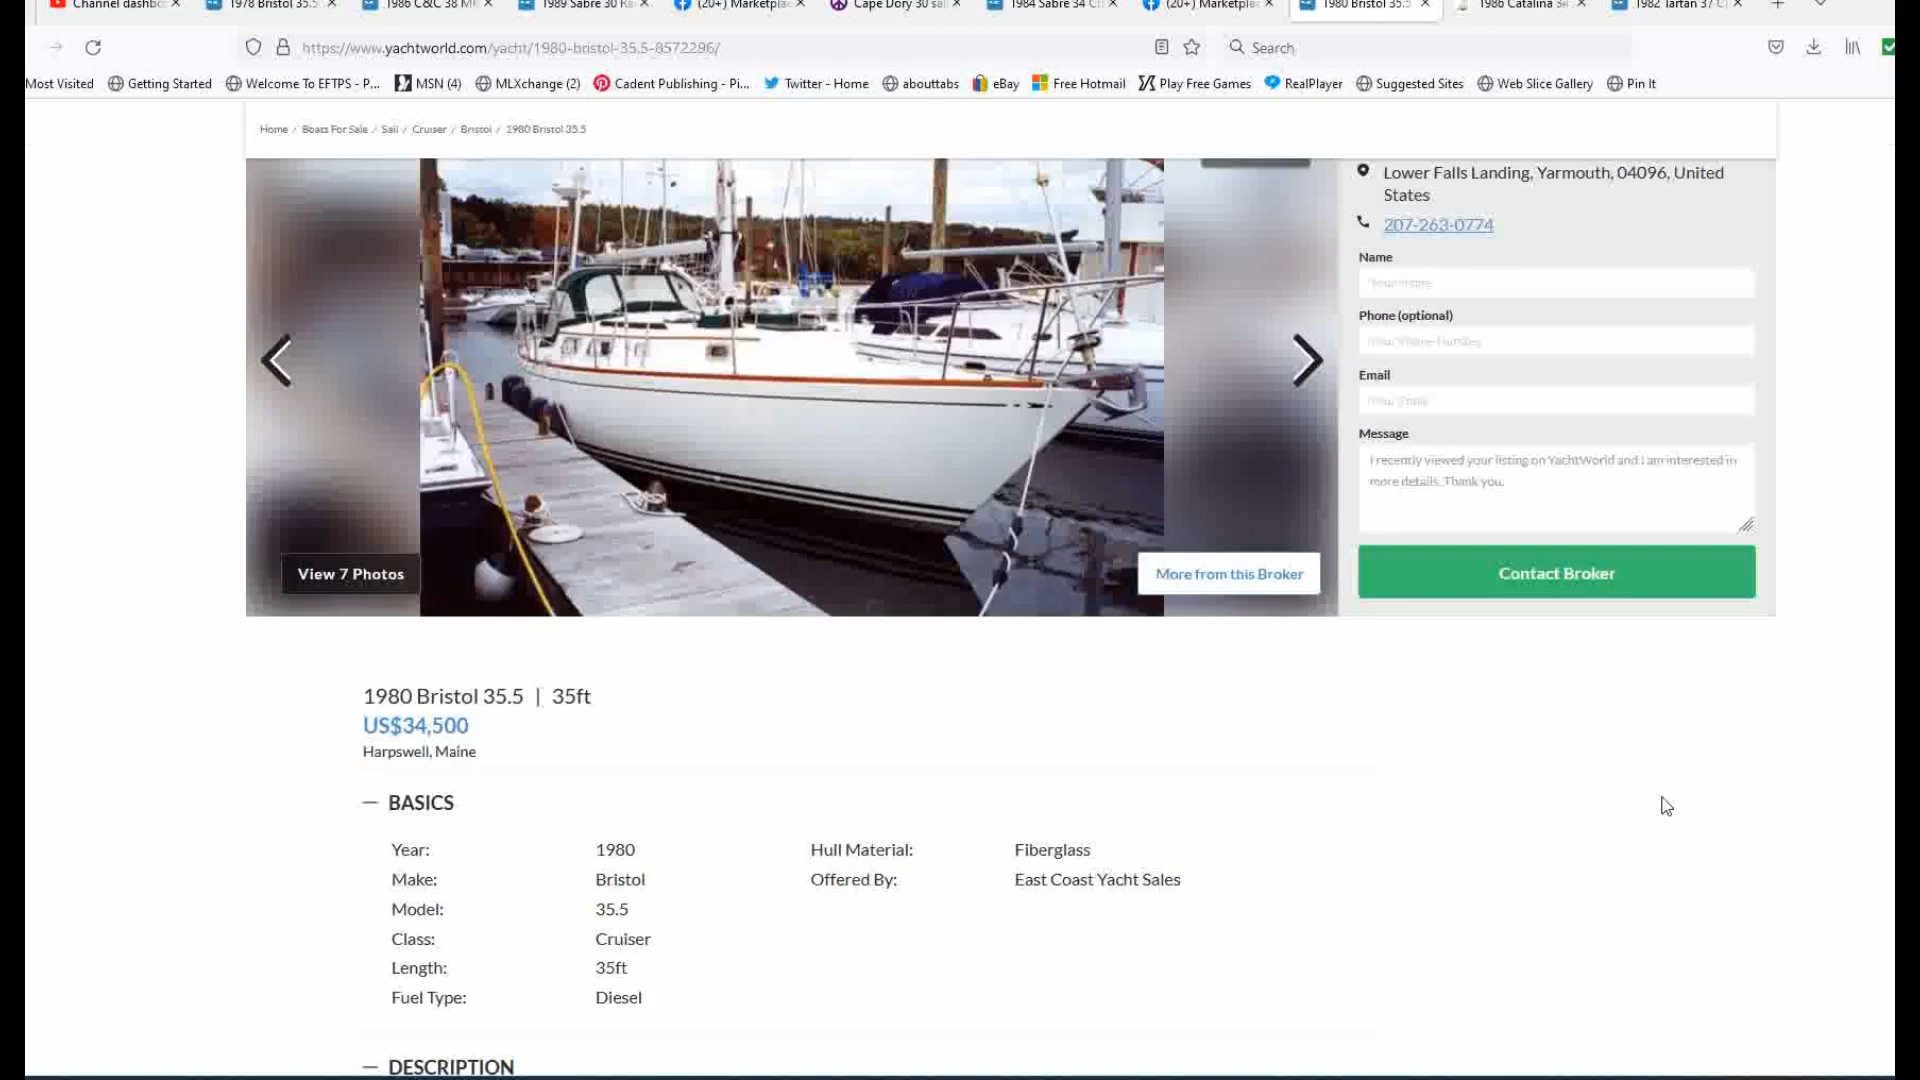 Channel dashbo
1978 Bristol 35.5
1986 C&C 38 M
1989 Sabre 30
(20+) Marketpla
Cape Dory 30 sai
1984 Sabre 34 C
(20+) Marketpla
1980 Bristol 35.5
1986 Catalina
1982 Tartan 37 C
https://www.yachtworld.com/yacht/1980-bristol-35.5-8572296/
Search
Most Visited
Getting Started
Welcome To EFTPS - P...
MSN (4)
MLXchange (2)
Cadent Publishing - Pi...
Twitter - Home
abouttabs
eBay
Free Hotmail
Play Free Games
RealPlayer
Suggested Sites
Web Slice Gallery
Pin It
Home / Boats For Sale / Sail / Cruiser / Bristol / 1980 Bristol 35.5
Lower Falls Landing, Yarmouth, 04096, United
States
207-263-0774
Name
Your Name
Phone (optional)
Your Phone Number
Email
Your Email
Message
I recently viewed your listing on YachtWorld and I am interested in
more details. Thank you.
View 7 Photos
More from this Broker
Contact Broker
1980 Bristol 35.5 | 35ft
US$34,500
Harpswell, Maine
— BASICS
Year: 1980 Hull Material: Fiberglass
Make: Bristol Offered By: East Coast Yacht Sales
Model: 35.5
Class: Cruiser
Length: 35ft
Fuel Type: Diesel
— DESCRIPTION